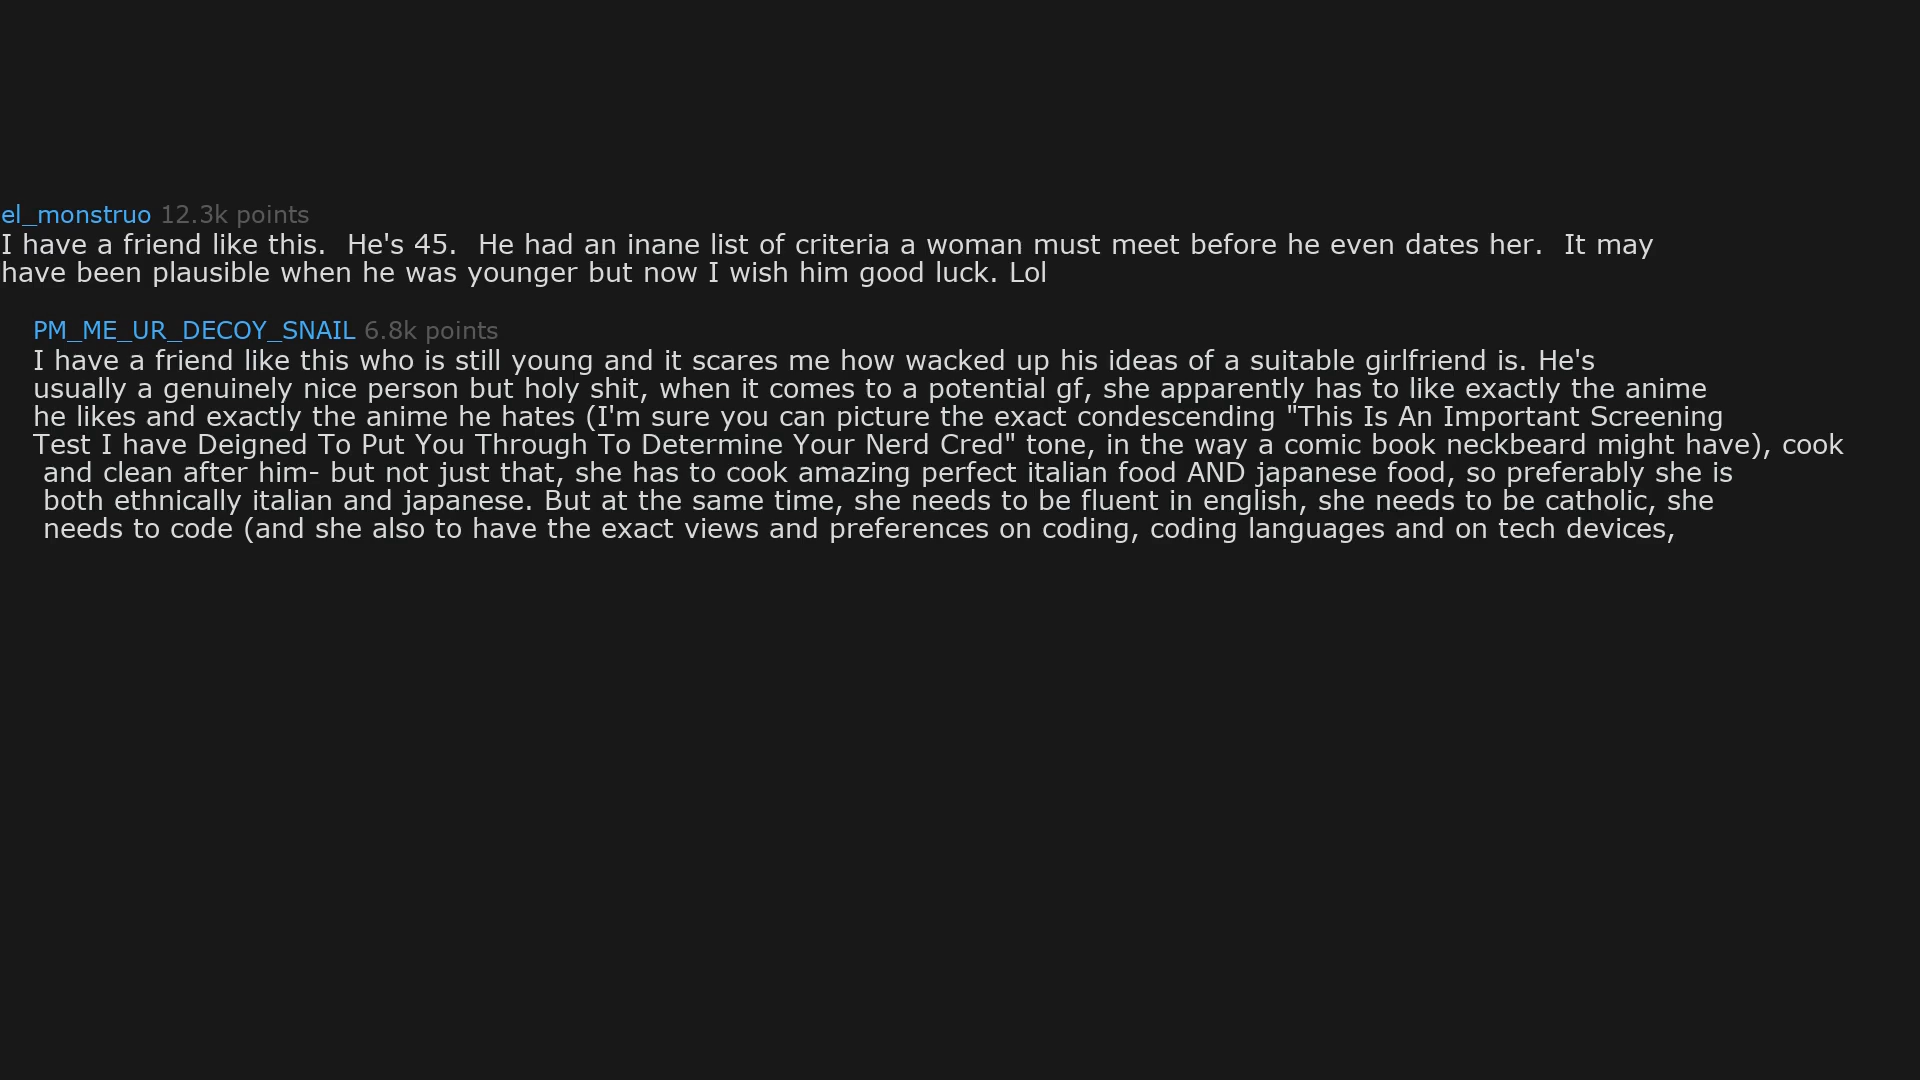 el_monstruo 12.3k points
I have a friend like this.  He's 45.  He had an inane list of criteria a woman must meet before he even dates her.  It may
have been plausible when he was younger but now I wish him good luck. Lol
PM_ME_UR_DECOY_SNAIL 6.8k points
I have a friend like this who is still young and it scares me how wacked up his ideas of a suitable girlfriend is. He's
usually a genuinely nice person but holy shit, when it comes to a potential gf, she apparently has to like exactly the anime
he likes and exactly the anime he hates (I'm sure you can picture the exact condescending "This Is An Important Screening
Test I have Deigned To Put You Through To Determine Your Nerd Cred" tone, in the way a comic book neckbeard might have), cook
and clean after him- but not just that, she has to cook amazing perfect italian food AND japanese food, so preferably she is
both ethnically italian and japanese. But at the same time, she needs to be fluent in english, she needs to be catholic, she
needs to code (and she also to have the exact views and preferences on coding, coding languages and on tech devices,